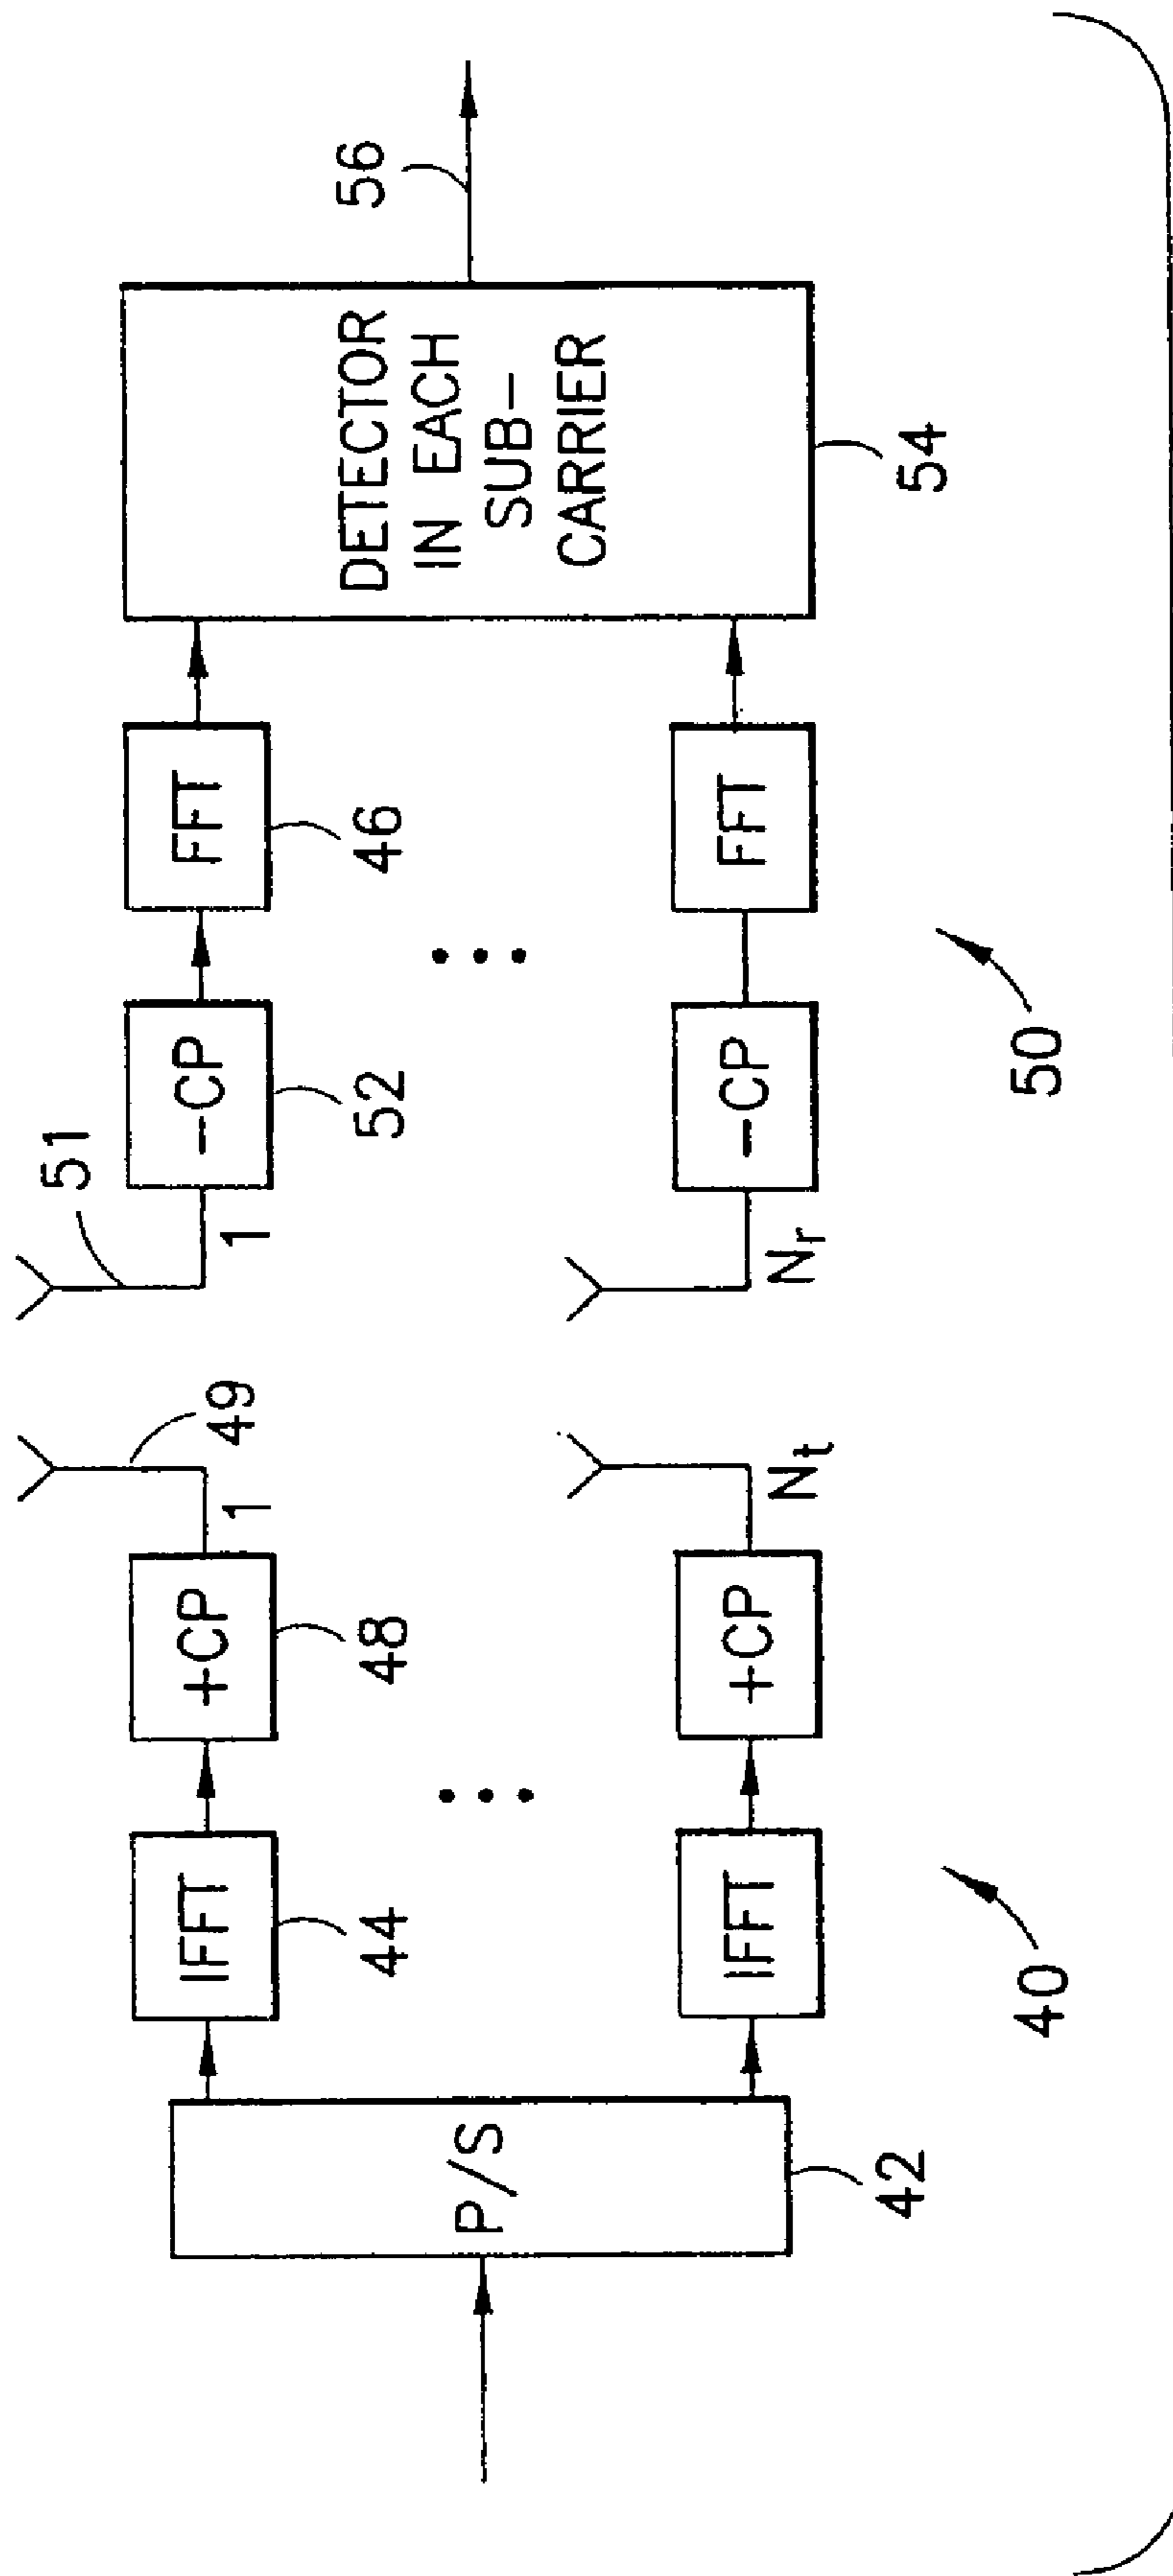 P/S
42
IFFT
44
+CP
48
1
49
IFFT
+CP
Nt
40
51
1
-CP
52
FFT
46
Nr
-CP
FFT
50
DETECTOR
IN EACH
SUB-
CARRIER
54
56